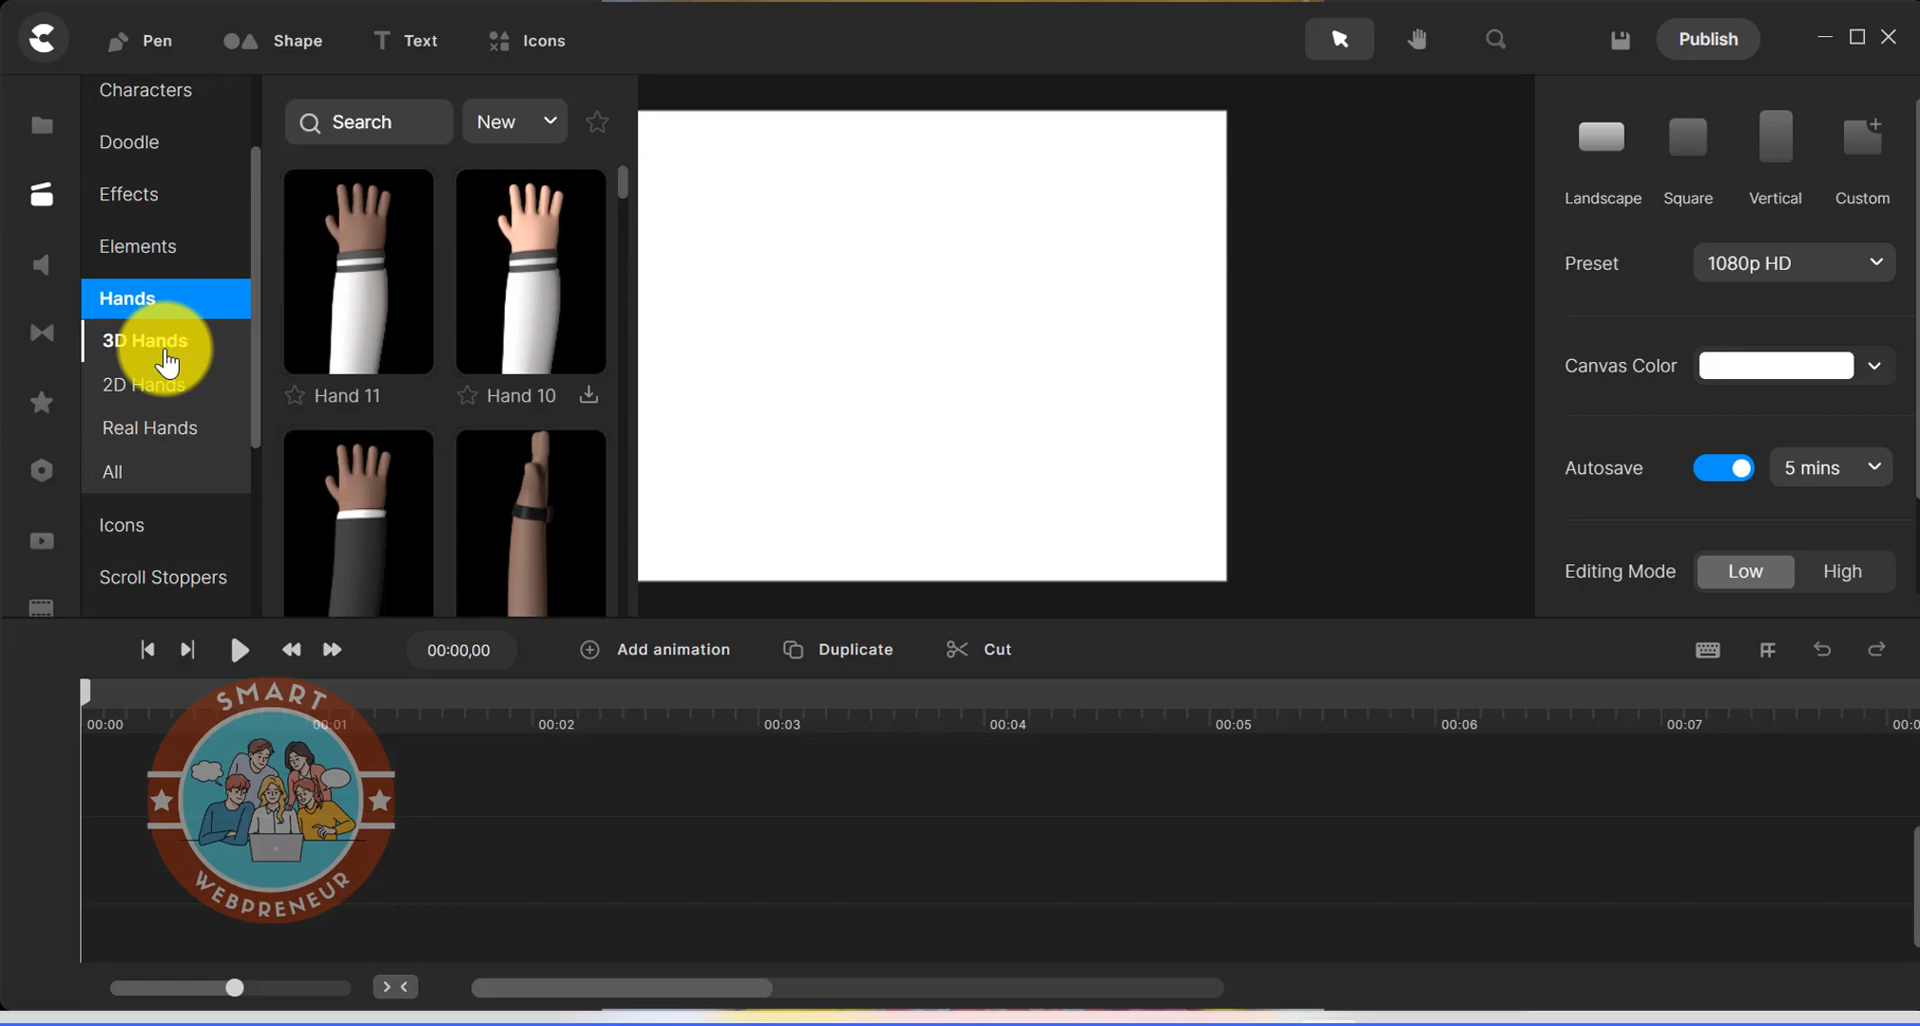 Pen
Shape
Text
Icons
Publish
Characters
Doodle
Effects
Elements
Hands
3D Hands
2D Hands
Real Hands
All
Icons
Scroll Stoppers
Search
New
Hand 11
Hand 10
Landscape
Square
Vertical
Custom
Preset
1080p HD
Canvas Color
Autosave
5 mins
Editing Mode
Low
High
00:00,00
Add animation
Duplicate
Cut
00:00
00:01
00:02
00:03
00:04
00:05
00:06
00:07
00:0
SMART
WEBPRENEUR